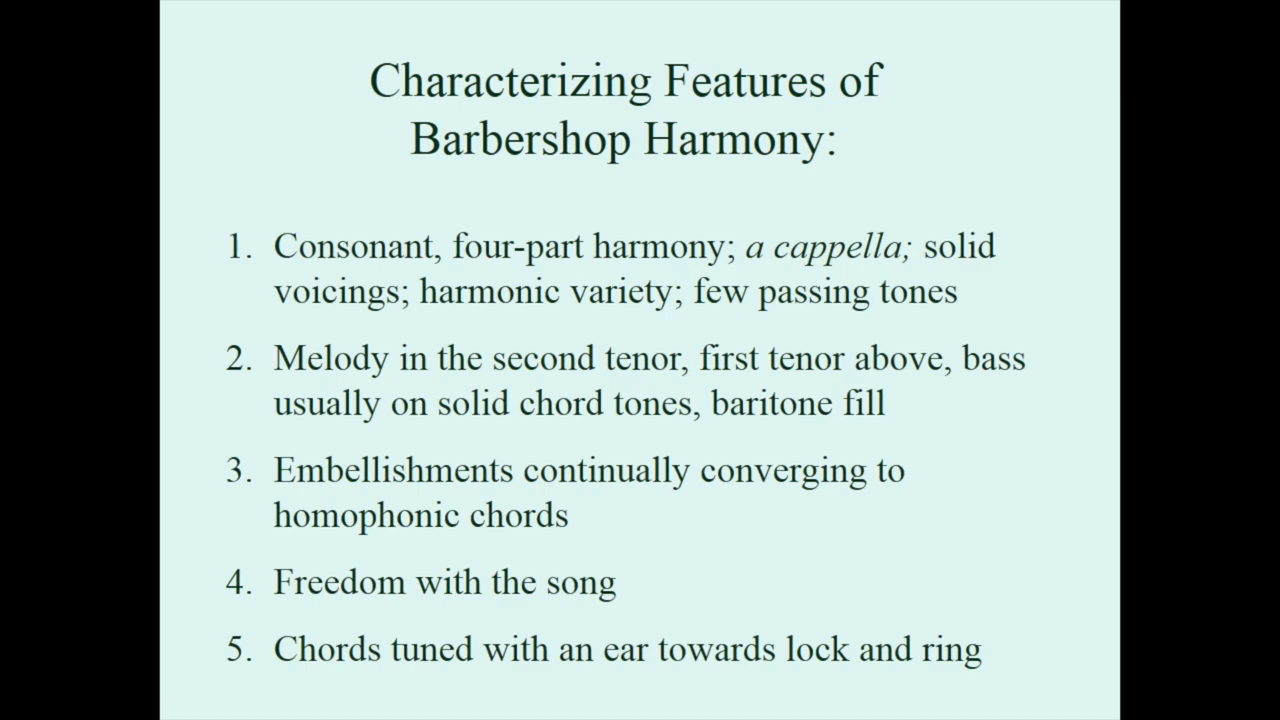 Characterizing Features of
Barbershop Harmony:
1. Consonant, four-part harmony; a cappella; solid
voicings; harmonic variety; few passing tones
2. Melody in the second tenor, first tenor above, bass
usually on solid chord tones, baritone fill
3. Embellishments continually converging to
homophonic chords
4. Freedom with the song
5. Chords tuned with an ear towards lock and ring